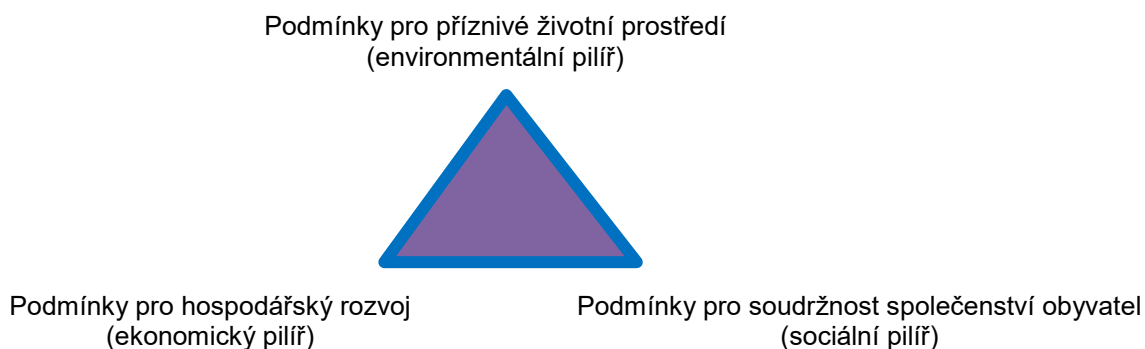 Podmínky pro příznivé životní prostředí
(environmentální pilíř)
Podmínky pro hospodářský rozvoj
(ekonomický pilíř)
Podmínky pro soudržnost společenství obyvatel
(sociální pilíř)